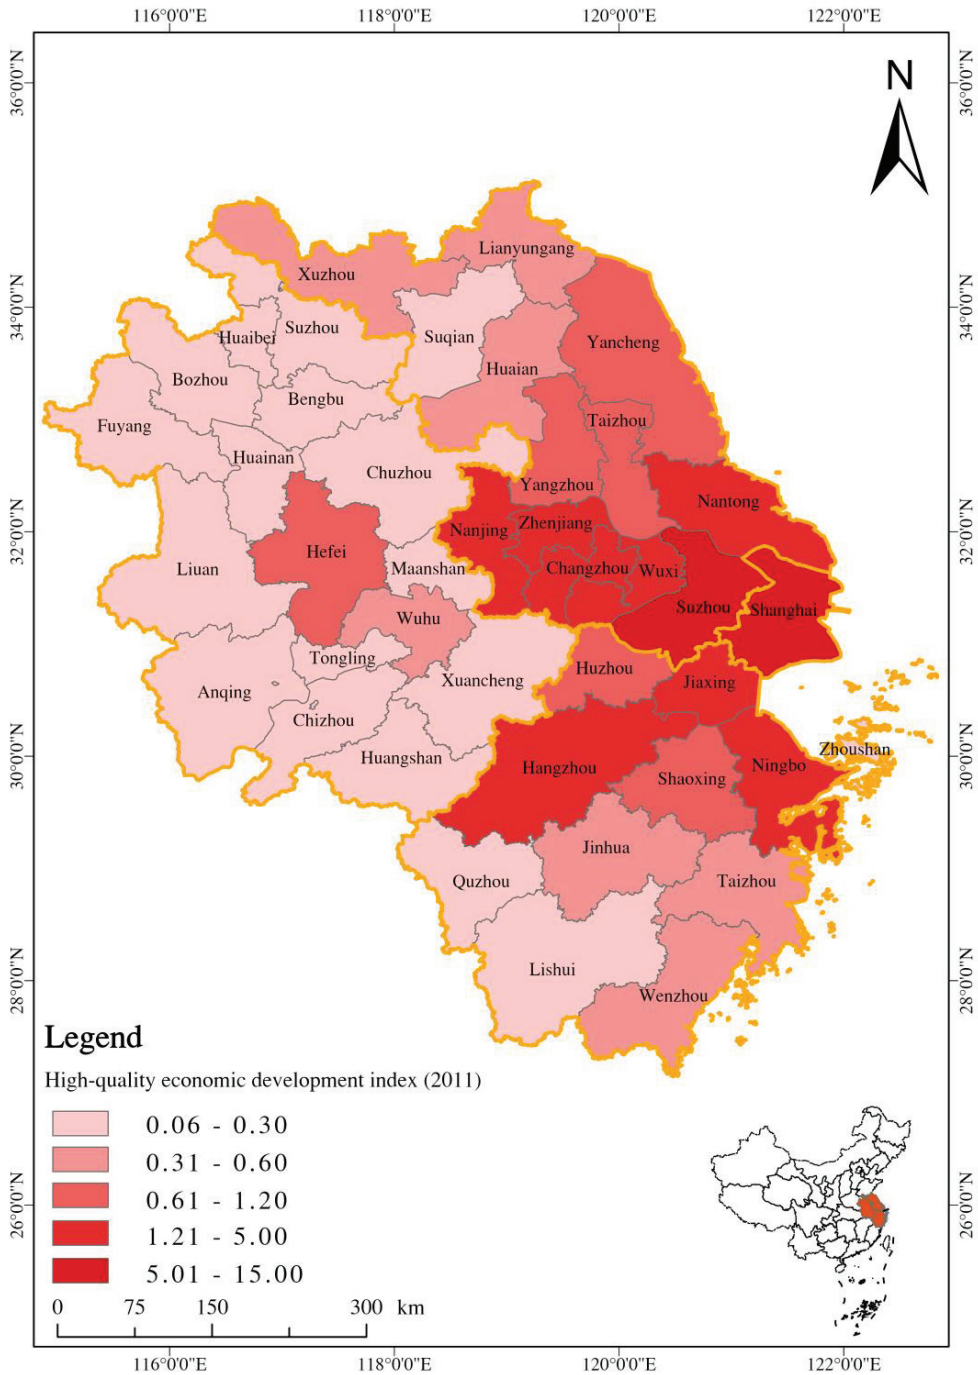 116°0'0"E 118°0'0"E 120°0'0"E 122°0'0"E
36°0'0"N
36°0'0"N
N
Lianyungang
Xuzhou
34°0'0"N
34°0'0"N
Suzhou
Huaibei
Suqian
Yancheng
Huaian
Bozhou
Bengbu
Taizhou
Fuyang
Huainan
Chuzhou
Yangzhou
Nantong
Nanjing
Zhenjiang
32°0'0"N
32°0'0"N
Hefei
Liuan
Maanshan
Changzhou
Wuxi
Suzhou
Shanghai
Wuhu
Tongling
Huzhou
Xuancheng
Jiaxing
Anqing
Chizhou
Zhoushan
30°0'0"N
30°0'0"N
Huangshan
Hangzhou
Ningbo
Shaoxing
Jinhua
Quzhou
Taizhou
Lishui
28°0'0"N
28°0'0"N
Wenzhou
Legend
High-quality economic development index (2011)
0.06 - 0.30
0.31 - 0.60
0.61 - 1.20
1.21 - 5.00
5.01 - 15.00
26°0'0"N
26°0'0"N
0 75 150 300 km
116°0'0"E 118°0'0"E 120°0'0"E 122°0'0"E